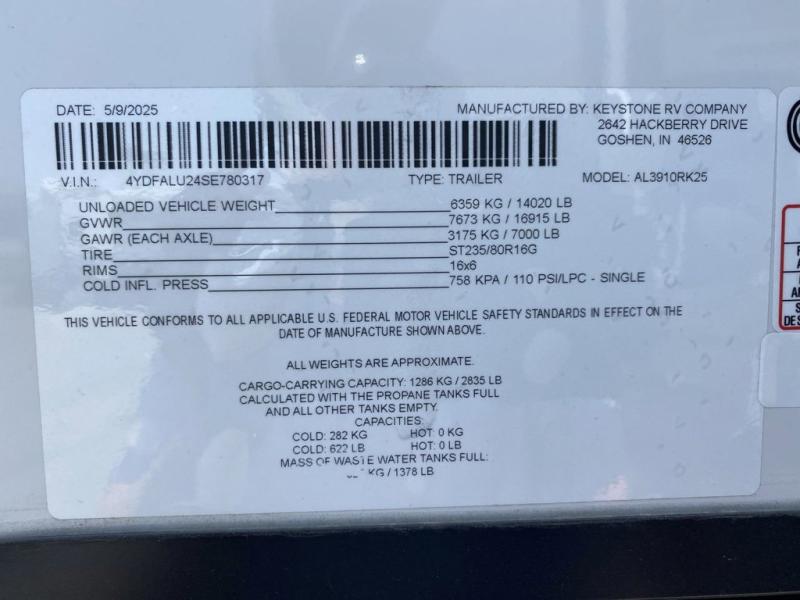 DATE: 5/9/2025 MANUFACTURED BY: KEYSTONE RV COMPANY
2642 HACKBERRY DRIVE
GOSHEN, IN 46526
V.I.N.: 4YDFALU24SE780317 TYPE: TRAILER MODEL: AL3910RK25
UNLOADED VEHICLE WEIGHT 6359 KG / 14020 LB
GVWR 7673 KG / 16915 LB
GAWR (EACH AXLE) 3175 KG / 7000 LB
TIRE ST235/80R16G
RIMS 16x6
COLD INFL. PRESS 758 KPA / 110 PSI/LPC - SINGLE
THIS VEHICLE CONFORMS TO ALL APPLICABLE U.S. FEDERAL MOTOR VEHICLE SAFETY STANDARDS IN EFFECT ON THE
DATE OF MANUFACTURE SHOWN ABOVE.
ALL WEIGHTS ARE APPROXIMATE.
CARGO-CARRYING CAPACITY: 1286 KG / 2835 LB
CALCULATED WITH THE PROPANE TANKS FULL
AND ALL OTHER TANKS EMPTY.
CAPACITIES:
COLD: 282 KG HOT: 0 KG
COLD: 622 LB HOT: 0 LB
MASS OF WASTE WATER TANKS FULL:
KG / 1378 LB